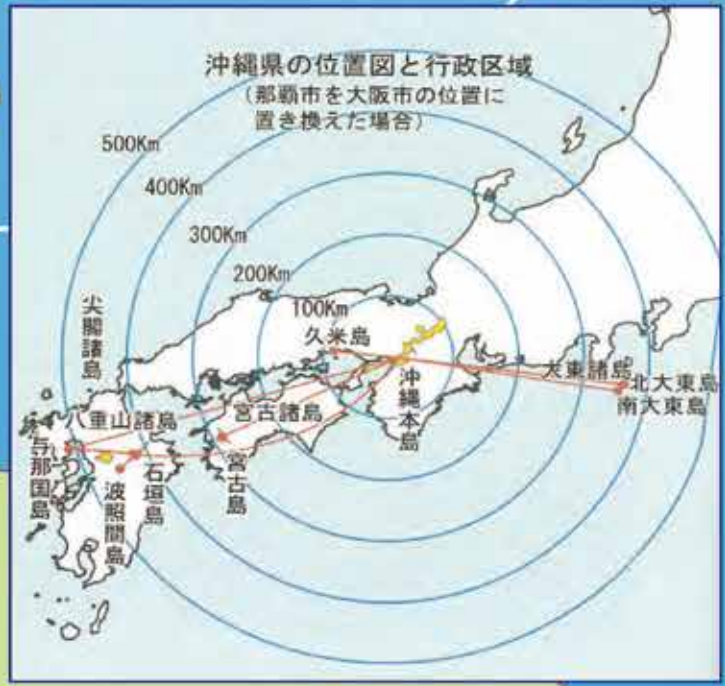 沖縄県の位置図と行政区域
(那覇市を大阪市の位置に
置き換えた場合)
500Km
400Km
300Km
200Km
100Km
久米島
尖閣諸島
沖縄本島
大東諸島
北大東島
南大東島
八重山諸島
宮古諸島
与那国島
波照間島
石垣島
宮古島